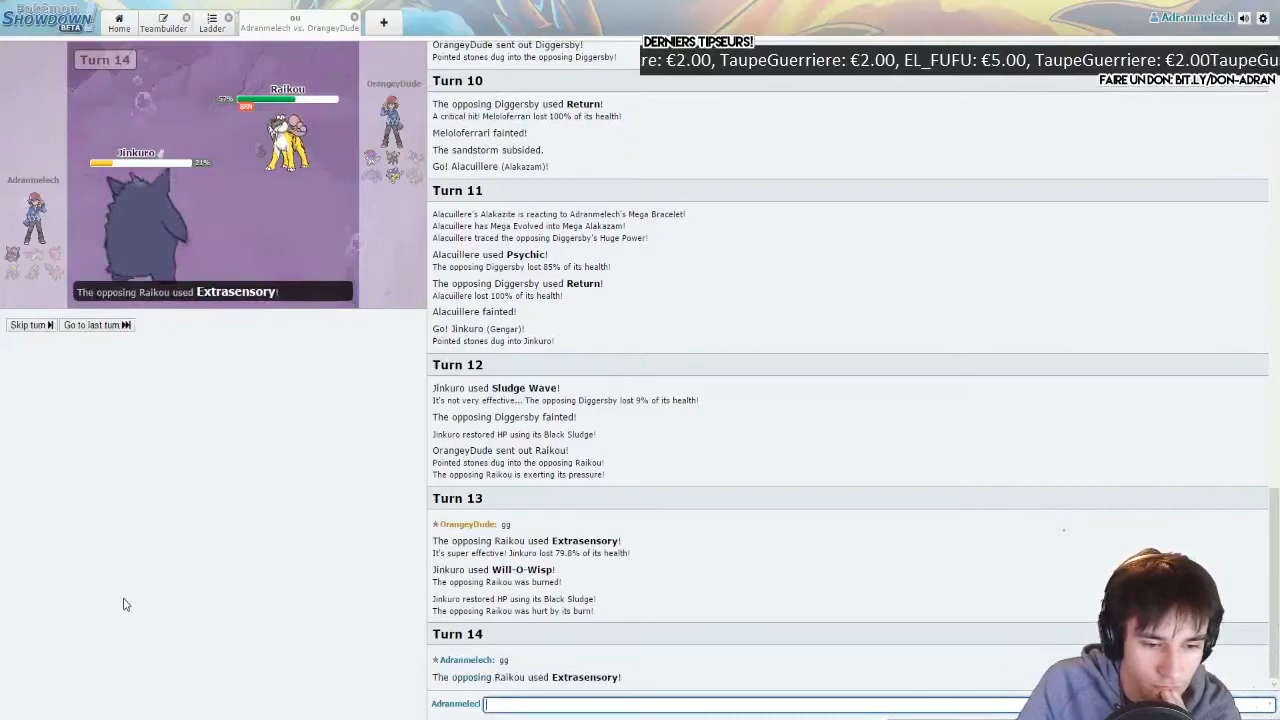 Pokémon
Showdown
BETA
Home
Teambuilder
Ladder
ou
Adranmelech vs. OrangeyDude
+
Adranmelech
DERNIERS TIPSEURS!
re: €2.00, TaupeGuerriere: €2.00, EL_FUFU: €5.00, TaupeGuerriere: €2.00TaupeGu
FAIRE UN DON: BIT.LY/DON-ADRAN
Turn 14
Raikou
57%
BRN
OrangeyDude
Jinkuro
21%
Adranmelech
The opposing Raikou used Extrasensory!
Skip turn
Go to last turn
OrangeyDude sent out Diggersby!
Pointed stones dug into the opposing Diggersby!
Turn 10
The opposing Diggersby used Return!
A critical hit! Meloloferrari lost 100% of its health!
Meloloferrari fainted!
The sandstorm subsided.
Go! Alacuillere (Alakazam)!
Turn 11
Alacuillere's Alakazite is reacting to Adranmelech's Mega Bracelet!
Alacuillere has Mega Evolved into Mega Alakazam!
Alacuillere traced the opposing Diggersby's Huge Power!
Alacuillere used Psychic!
The opposing Diggersby lost 85% of its health!
The opposing Diggersby used Return!
Alacuillere lost 100% of its health!
Alacuillere fainted!
Go! Jinkuro (Gengar)!
Pointed stones dug into Jinkuro!
Turn 12
Jinkuro used Sludge Wave!
It's not very effective... The opposing Diggersby lost 9% of its health!
The opposing Diggersby fainted!
Jinkuro restored HP using its Black Sludge!
OrangeyDude sent out Raikou!
Pointed stones dug into the opposing Raikou!
The opposing Raikou is exerting its pressure!
Turn 13
★OrangeyDude: gg
The opposing Raikou used Extrasensory!
It's super effective! Jinkuro lost 79.8% of its health!
Jinkuro used Will-O-Wisp!
The opposing Raikou was burned!
Jinkuro restored HP using its Black Sludge!
The opposing Raikou was hurt by its burn!
Turn 14
★Adranmelech: gg
The opposing Raikou used Extrasensory!
Adranmelecl